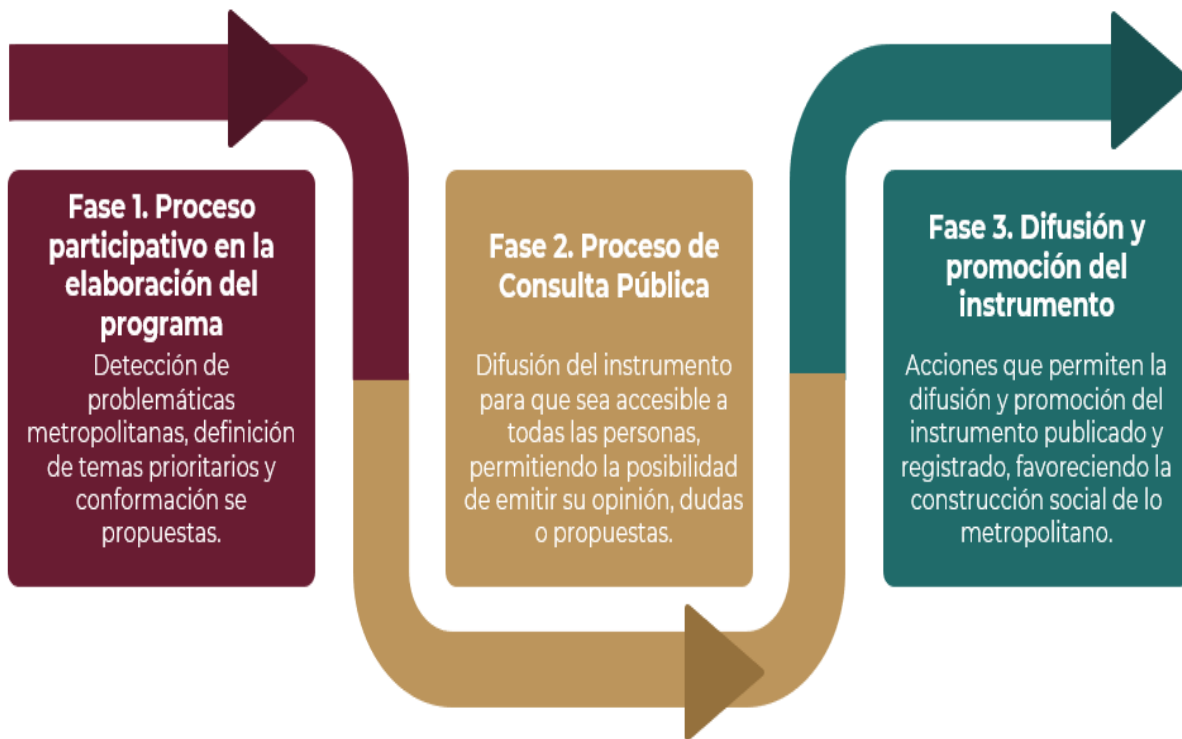 Fase 1. Proceso
participativo en la
elaboración del
programa
Detección de
problemáticas
metropolitanas, definición
de temas prioritarios y
conformación se
propuestas.
Fase 2. Proceso de
Consulta Pública
Difusión del instrumento
para que sea accesible a
todas las personas,
permitiendo la posibilidad
de emitir su opinión, dudas
o propuestas.
Fase 3. Difusión y
promoción del
instrumento
Acciones que permiten la
difusión y promoción del
instrumento publicado y
registrado, favoreciendo la
construcción social de lo
metropolitano.